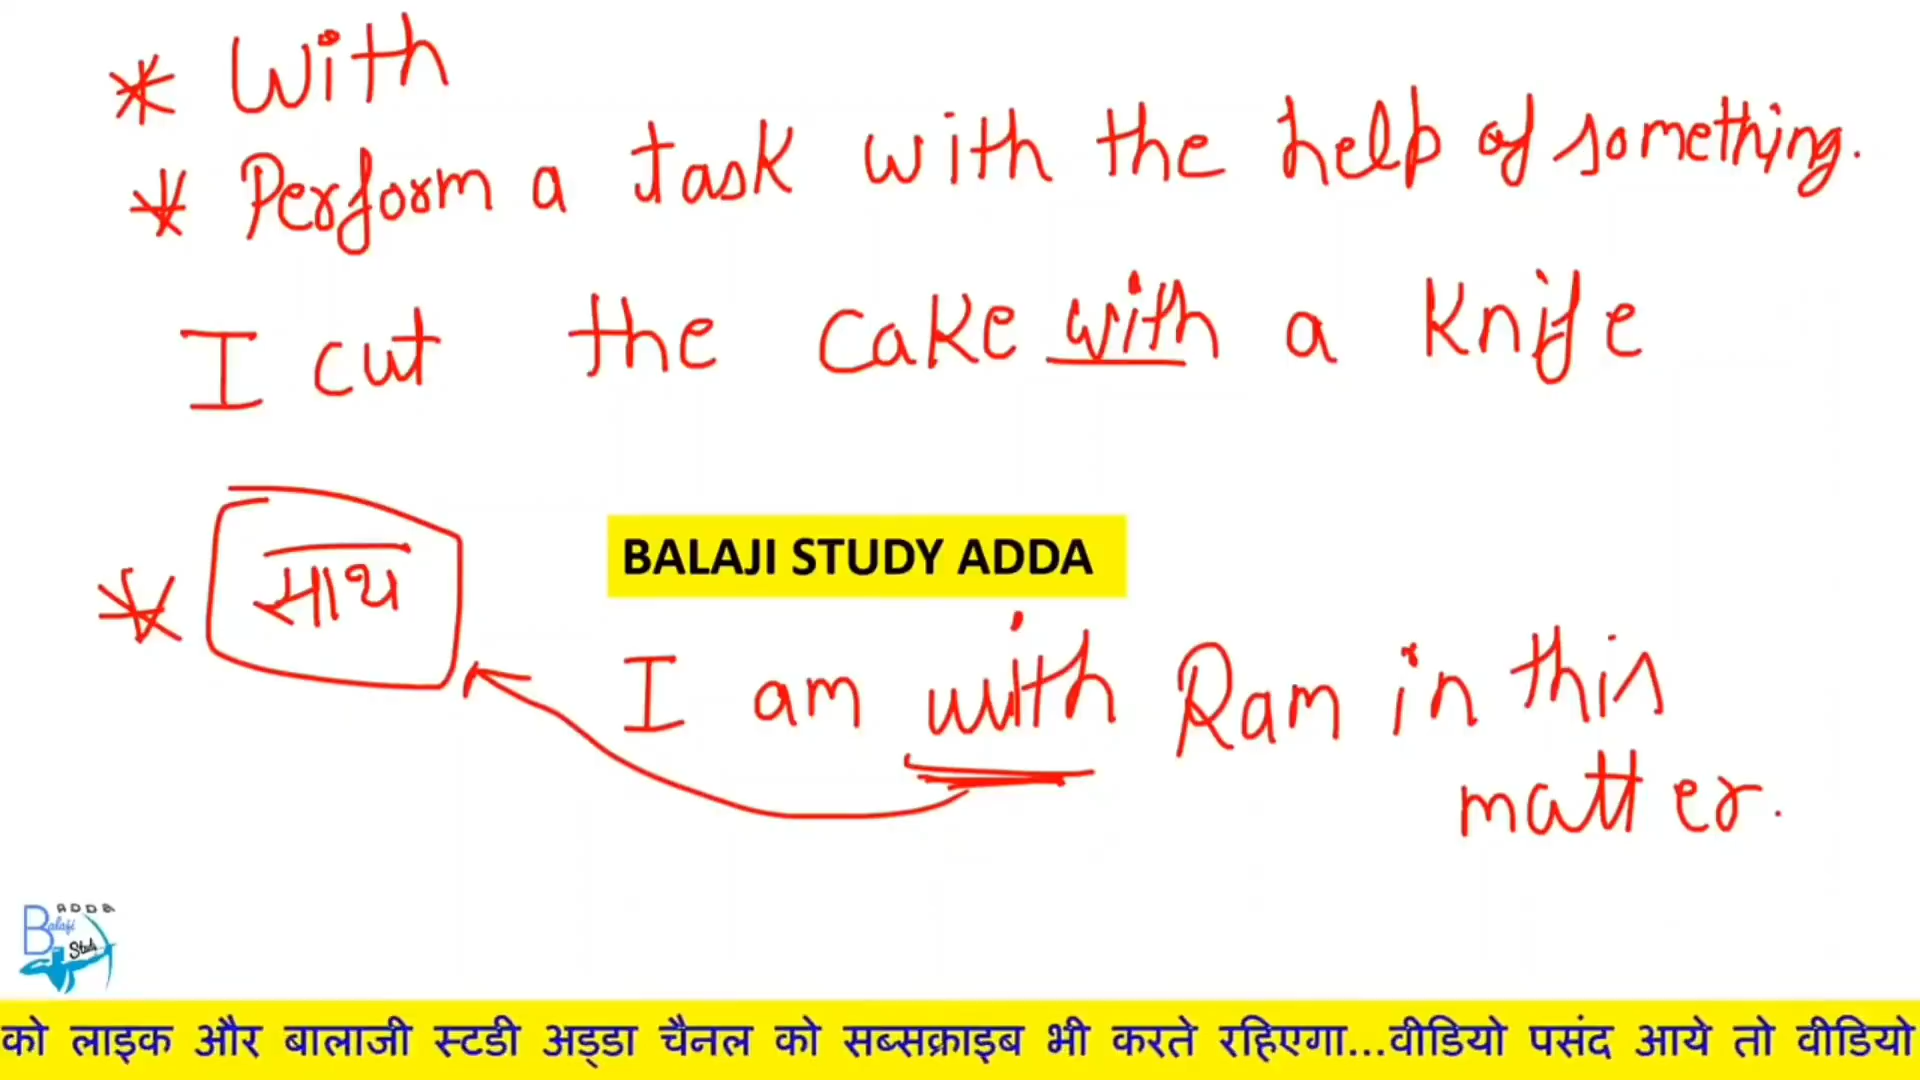 * With
* Perform a task with the help of something.
I cut the cake with a knife
* साथ
BALAJI STUDY ADDA
I am with Ram in this
matter.
ADDA
Balaji
Study
को लाइक और बालाजी स्टडी अड्डा चैनल को सब्सक्राइब भी करते रहिएगा...वीडियो पसंद आये तो वीडियो